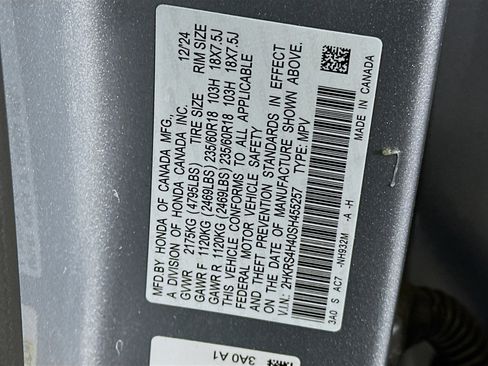 MFD.BY HONDA OF CANADA MFG., 12/24
A DIVISION OF HONDA CANADA INC.
GVWR 2175KG (4795LBS) TIRE SIZE RIM SIZE
GAWR F 1120KG (2469LBS) 235/60R18 103H 18X7.5J
GAWR R 1120KG (2469LBS) 235/60R18 103H 18X7.5J
THIS VEHICLE CONFORMS TO ALL APPLICABLE
FEDERAL MOTOR VEHICLE SAFETY
AND THEFT PREVENTION STANDARDS IN EFFECT
ON THE DATE OF MANUFACTURE SHOWN ABOVE.
V.I.N: 2HKRS4H40SH455257 TYPE: MPV
3A0 S AC7 -NH932M -A -H
MADE IN CANADA
3A0 A1